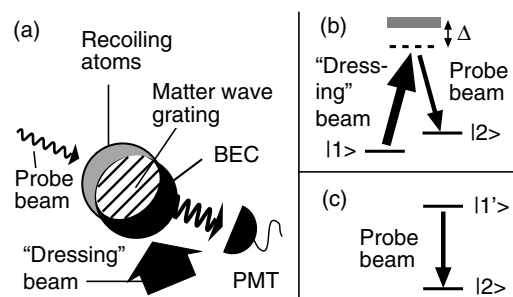 (a)
Recoiling
atoms
Matter wave
grating
BEC
Probe
beam
"Dressing"
beam
PMT
(b)
Δ
"Dress-
ing"
beam
Probe
beam
|1>
|2>
(c)
|1'>
Probe
beam
|2>